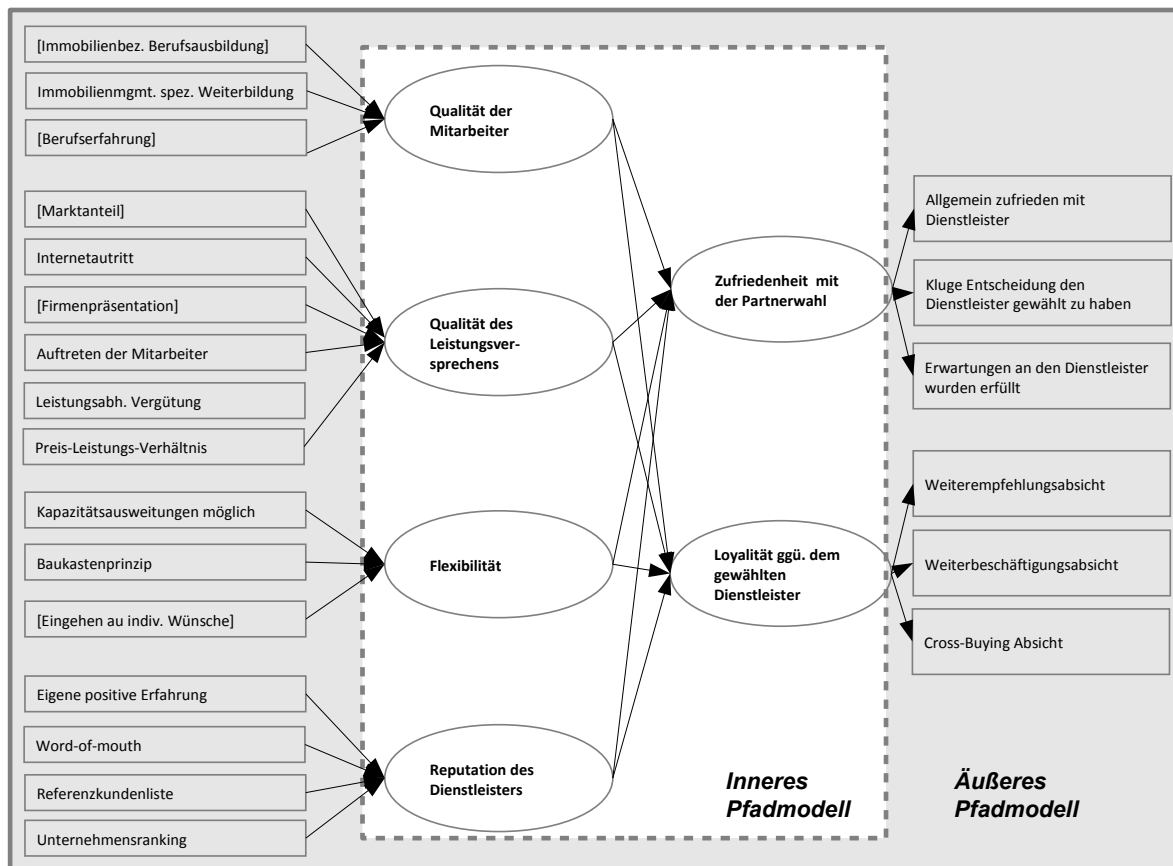 [Immobilienbez. Berufsausbildung]
Immobilienmgmt. spez. Weiterbildung
[Berufserfahrung]
[Marktanteil]
Internetautritt
[Firmenpräsentation]
Auftreten der Mitarbeiter
Leistungsabh. Vergütung
Preis-Leistungs-Verhältnis
Kapazitätsausweitungen möglich
Baukastenprinzip
[Eingehen au indiv. Wünsche]
Eigene positive Erfahrung
Word-of-mouth
Referenzkundenliste
Unternehmensranking
Qualität der
Mitarbeiter
Qualität des
Leistungsver-
sprechens
Flexibilität
Reputation des
Dienstleisters
Zufriedenheit mit
der Partnerwahl
Loyalität ggü. dem
gewählten
Dienstleister
Inneres
Pfadmodell
Allgemein zufrieden mit
Dienstleister
Kluge Entscheidung den
Dienstleister gewählt zu haben
Erwartungen an den Dienstleister
wurden erfüllt
Weiterempfehlungsabsicht
Weiterbeschäftigungsabsicht
Cross-Buying Absicht
Äußeres
Pfadmodell